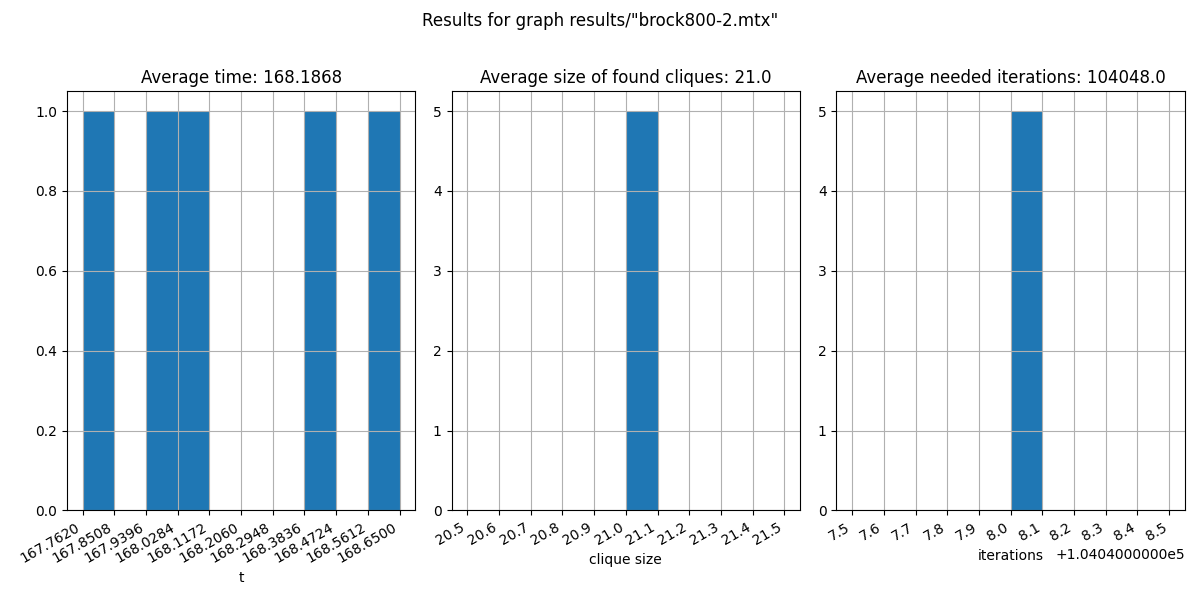 Results for graph results/"brock800-2.mtx"
Average time: 168.1868
1.0
0.8
0.6
0.4
0.2
0.0
167.7620 167.8508 167.9396 168.0284 168.1172 168.2060 168.2948 168.3836 168.4724 168.5612 168.6500
t
Average size of found cliques: 21.0
5
4
3
2
1
0
20.5 20.6 20.7 20.8 20.9 21.0 21.1 21.2 21.3 21.4 21.5
clique size
Average needed iterations: 104048.0
5
4
3
2
1
0
7.5 7.6 7.7 7.8 7.9 8.0 8.1 8.2 8.3 8.4 8.5
iterations +1.0404000000e5